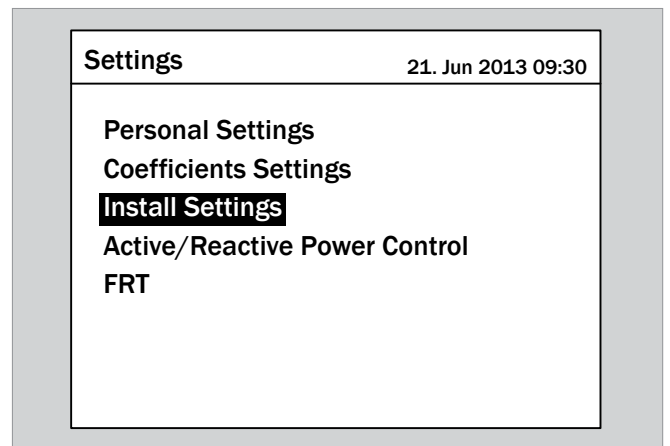 Settings
21. Jun 2013 09:30
Personal Settings
Coefficients Settings
Install Settings
Active/Reactive Power Control
FRT